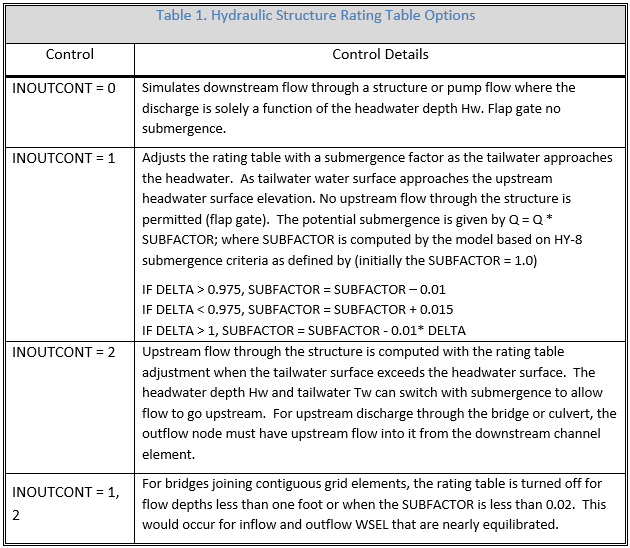 Table 1. Hydraulic Structure Rating Table Options
Control
Control Details
INOUTCONT = 0
Simulates downstream flow through a structure or pump flow where the
discharge is solely a function of the headwater depth Hw. Flap gate no
submergence.
INOUTCONT = 1
Adjusts the rating table with a submergence factor as the tailwater approaches
the headwater.  As tailwater water surface approaches the upstream
headwater surface elevation. No upstream flow through the structure is
permitted (flap gate).  The potential submergence is given by Q = Q *
SUBFACTOR; where SUBFACTOR is computed by the model based on HY-8
submergence criteria as defined by (initially the SUBFACTOR = 1.0)
IF DELTA > 0.975, SUBFACTOR = SUBFACTOR – 0.01
IF DELTA < 0.975, SUBFACTOR = SUBFACTOR + 0.015
IF DELTA > 1, SUBFACTOR = SUBFACTOR - 0.01* DELTA
INOUTCONT = 2
Upstream flow through the structure is computed with the rating table
adjustment when the tailwater surface exceeds the headwater surface.  The
headwater depth Hw and tailwater Tw can switch with submergence to allow
flow to go upstream.  For upstream discharge through the bridge or culvert, the
outflow node must have upstream flow into it from the downstream channel
element.
INOUTCONT = 1,
2
For bridges joining contiguous grid elements, the rating table is turned off for
flow depths less than one foot or when the SUBFACTOR is less than 0.02.  This
would occur for inflow and outflow WSEL that are nearly equilibrated.